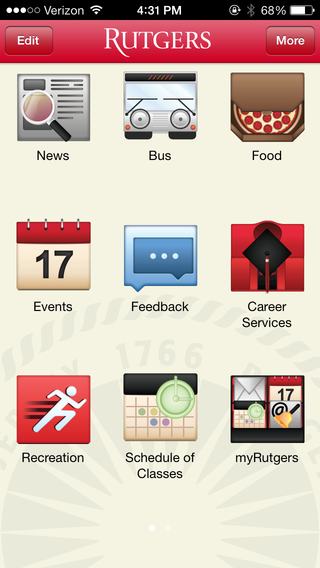 Verizon 4:31 PM 68%
Edit RUTGERS More
News Bus Food
17
Events Feedback Career
Services
17
Recreation Schedule of myRutgers
Classes
1766